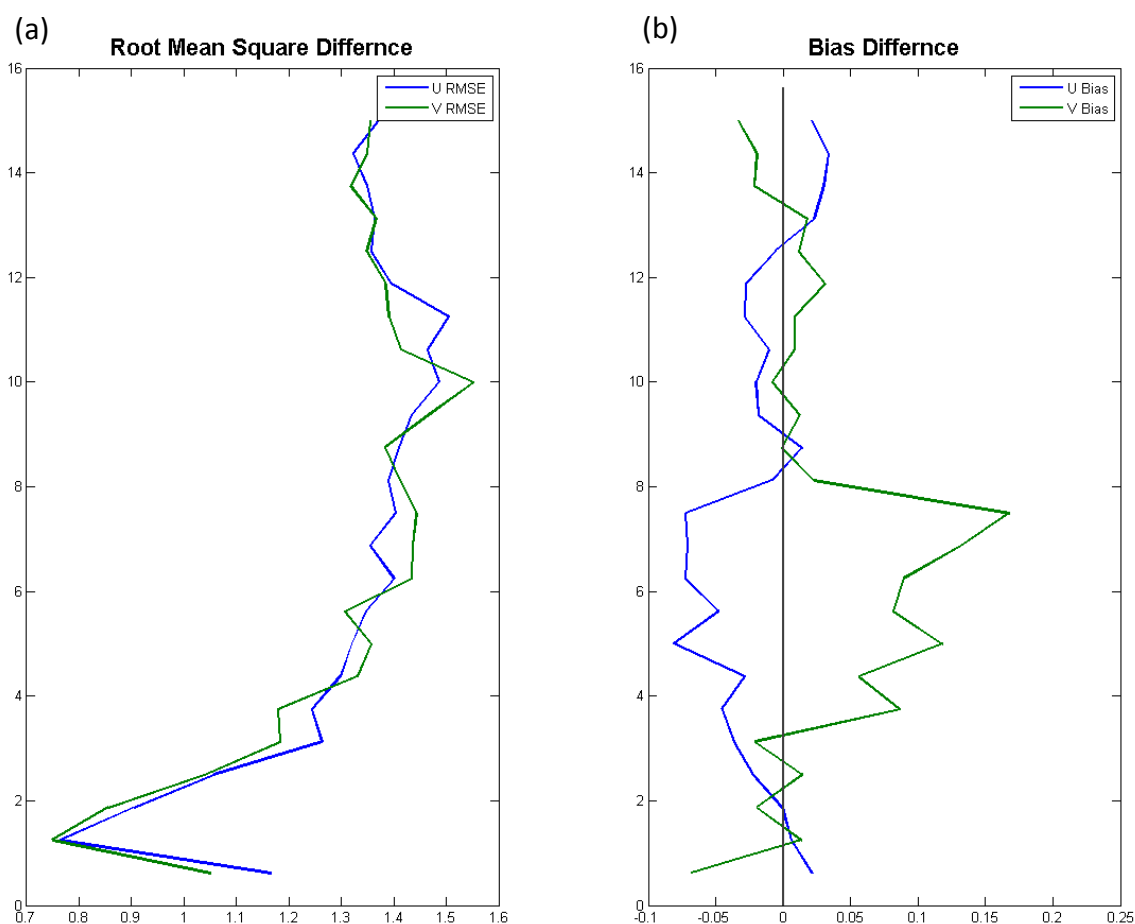 (a)
Root Mean Square Differnce
U RMSE
V RMSE
16
14
12
10
8
6
4
2
0
0.7 0.8 0.9 1 1.1 1.2 1.3 1.4 1.5 1.6
(b)
Bias Differnce
U Bias
V Bias
16
14
12
10
8
6
4
2
0
-0.1 -0.05 0 0.05 0.1 0.15 0.2 0.25